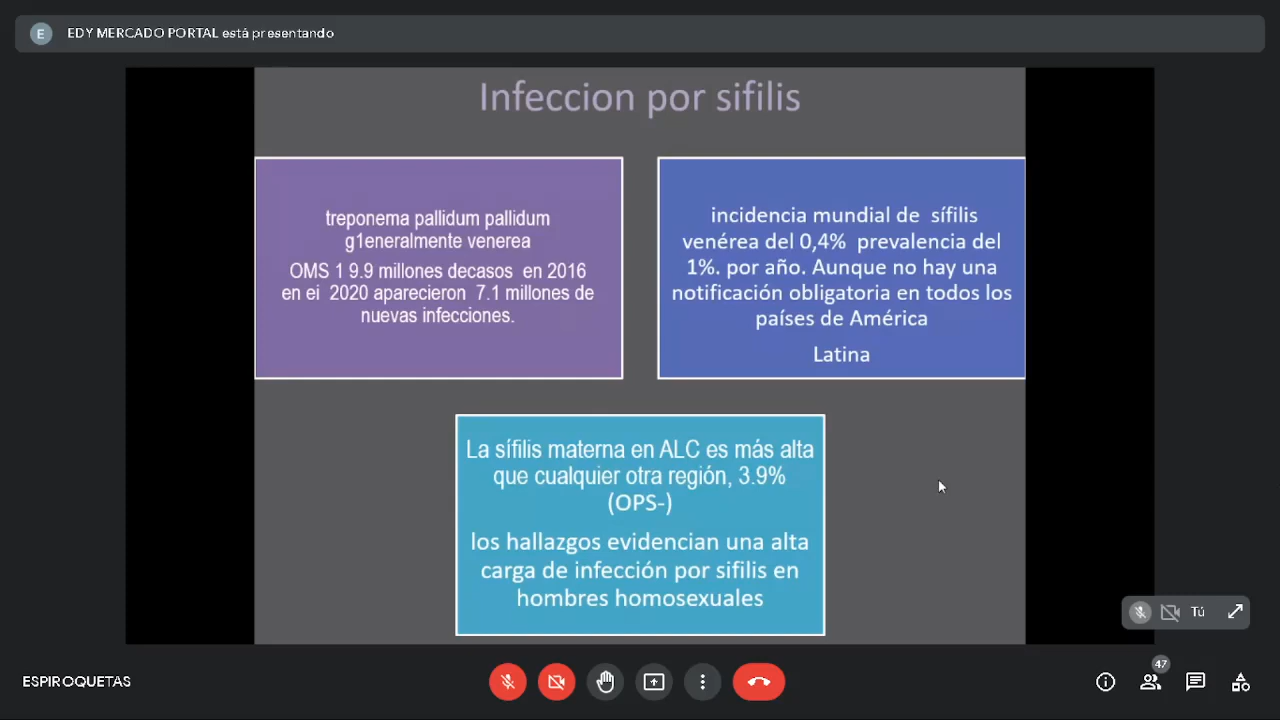 E
EDY MERCADO PORTAL está presentando
Infeccion por sifilis
treponema pallidum pallidum
g1eneralmente venerea
OMS 1 9.9 millones decasos en 2016
en ei 2020 aparecieron 7.1 millones de
nuevas infecciones.
incidencia mundial de sífilis
venérea del 0,4% prevalencia del
1%. por año. Aunque no hay una
notificación obligatoria en todos los
países de América
Latina
La sífilis materna en ALC es más alta
que cualquier otra región, 3.9%
(OPS-)
los hallazgos evidencian una alta
carga de infección por sifilis en
hombres homosexuales
Tú
ESPIROQUETAS
47